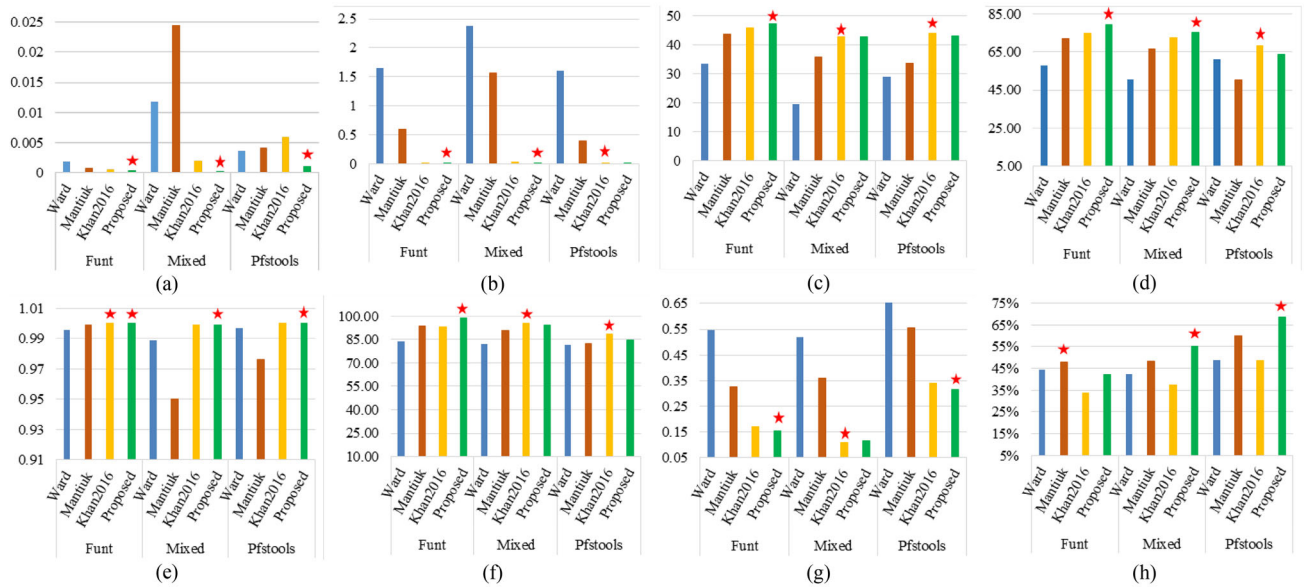 0.025
0.02
0.015
0.01
0.005
0
Ward
Mantiuk
Khan2016
Proposed
Ward
Mantiuk
Khan2016
Proposed
Ward
Mantiuk
Khan2016
Proposed
Funt Mixed Pfstools
(a)
2.5
2
1.5
1
0.5
0
Ward
Mantiuk
Khan2016
Proposed
Ward
Mantiuk
Khan2016
Proposed
Ward
Mantiuk
Khan2016
Proposed
Funt Mixed Pfstools
(b)
50
40
30
20
10
0
Ward
Mantiuk
Khan2016
Proposed
Ward
Mantiuk
Khan2016
Proposed
Ward
Mantiuk
Khan2016
Proposed
Funt Mixed Pfstools
(c)
85.00
65.00
45.00
25.00
5.00
Ward
Mantiuk
Khan2016
Proposed
Ward
Mantiuk
Khan2016
Proposed
Ward
Mantiuk
Khan2016
Proposed
Funt Mixed Pfstools
(d)
1.01
0.99
0.97
0.95
0.93
0.91
Ward
Mantiuk
Khan2016
Proposed
Ward
Mantiuk
Khan2016
Proposed
Ward
Mantiuk
Khan2016
Proposed
Funt Mixed Pfstools
(e)
100.00
85.00
70.00
55.00
40.00
25.00
10.00
Ward
Mantiuk
Khan2016
Proposed
Ward
Mantiuk
Khan2016
Proposed
Ward
Mantiuk
Khan2016
Proposed
Funt Mixed Pfstools
(f)
0.65
0.55
0.45
0.35
0.25
0.15
0.05
Ward
Mantiuk
Khan2016
Proposed
Ward
Mantiuk
Khan2016
Proposed
Ward
Mantiuk
Khan2016
Proposed
Funt Mixed Pfstools
(g)
75%
65%
55%
45%
35%
25%
15%
5%
Ward
Mantiuk
Khan2016
Proposed
Ward
Mantiuk
Khan2016
Proposed
Ward
Mantiuk
Khan2016
Proposed
Funt Mixed Pfstools
(h)